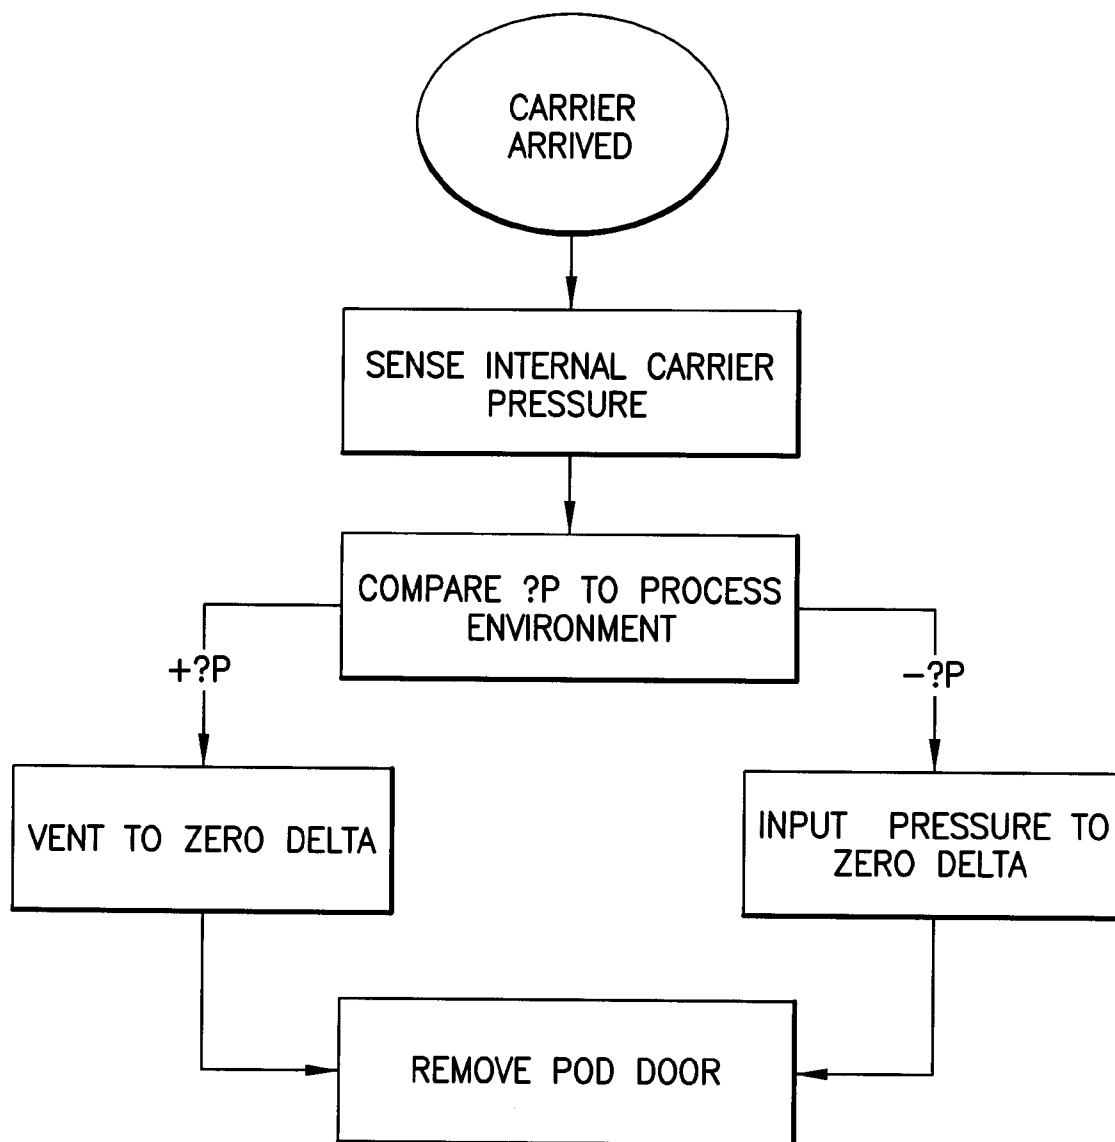 CARRIER
ARRIVED
SENSE INTERNAL CARRIER
PRESSURE
COMPARE ?P TO PROCESS
ENVIRONMENT
+?P
−?P
VENT TO ZERO DELTA
INPUT PRESSURE TO
ZERO DELTA
REMOVE POD DOOR